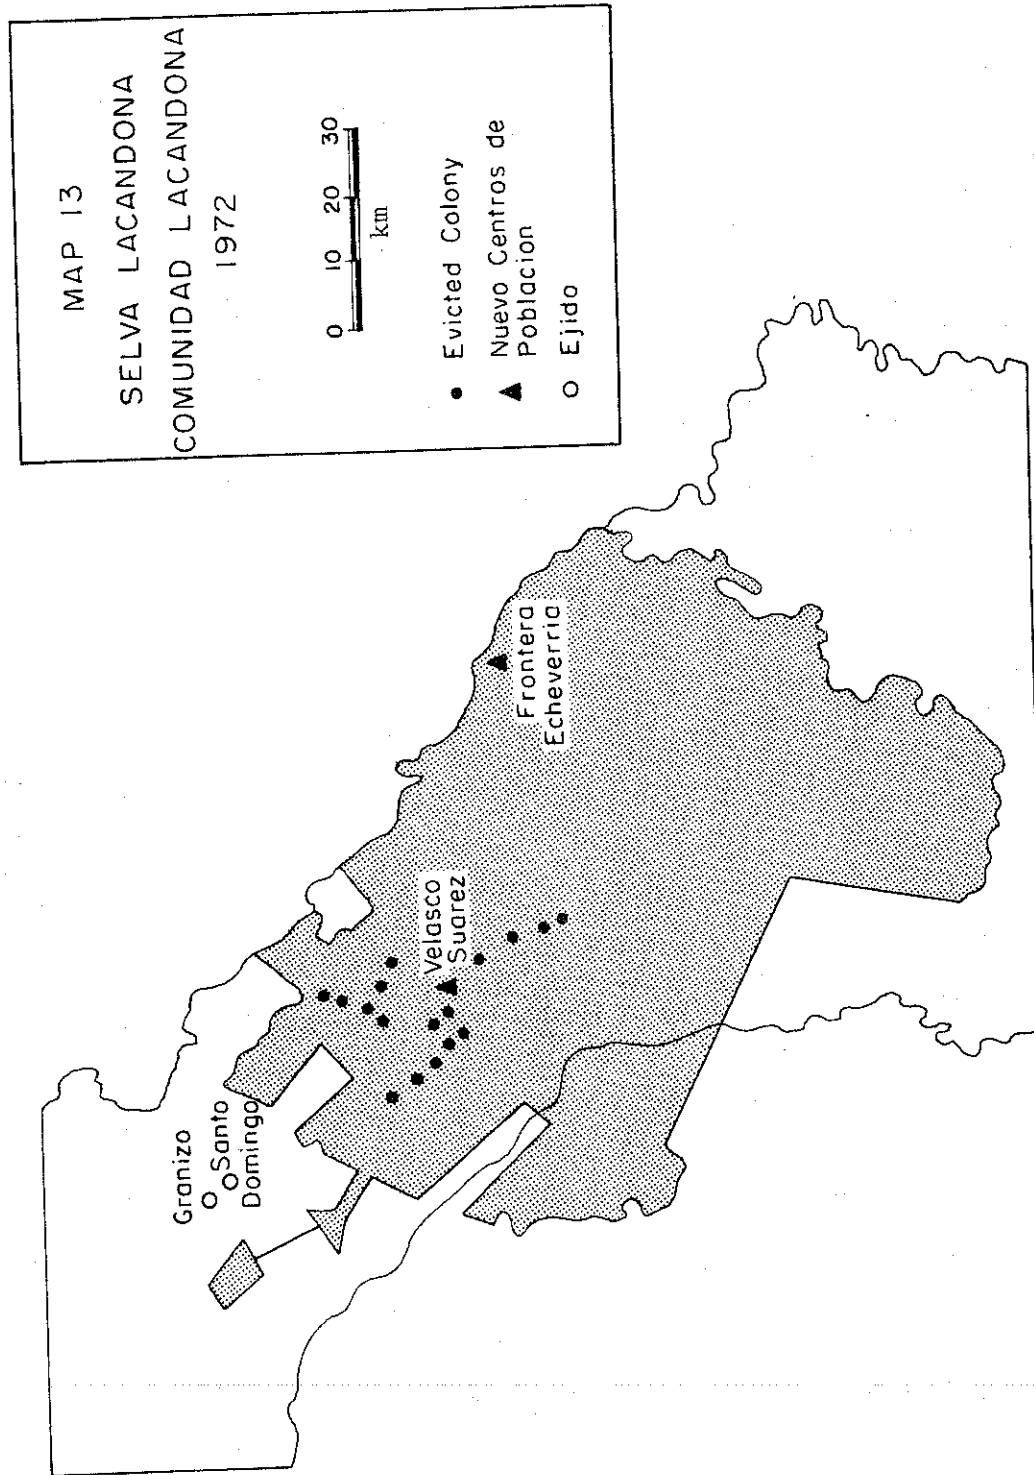 MAP 13
SELVA LACANDONA
COMUNIDAD LACANDONA
1972
0 10 20 30
km
Evicted Colony
Nuevo Centros de
Poblacion
Ejido
Granizo
Santo
Domingo
Velasco
Suarez
Frontera
Echeverria